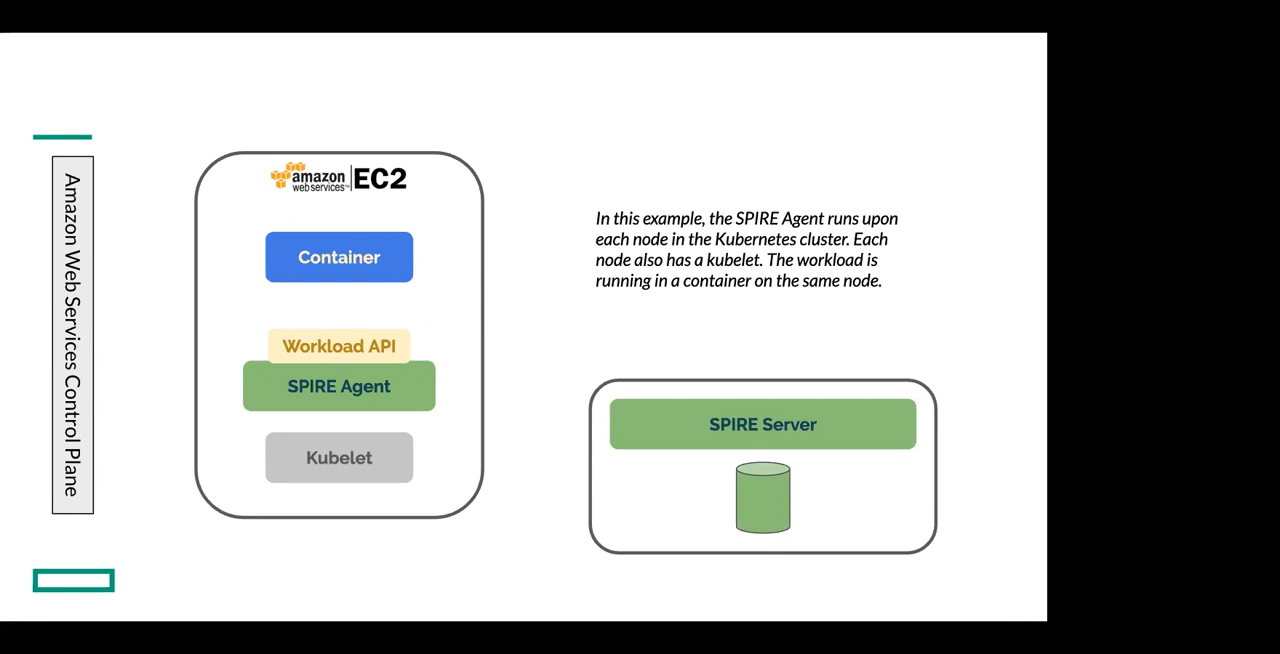 Amazon Web Services Control Plane
amazon
web services™
EC2
Container
Workload API
SPIRE Agent
Kubelet
In this example, the SPIRE Agent runs upon
each node in the Kubernetes cluster. Each
node also has a kubelet. The workload is
running in a container on the same node.
SPIRE Server